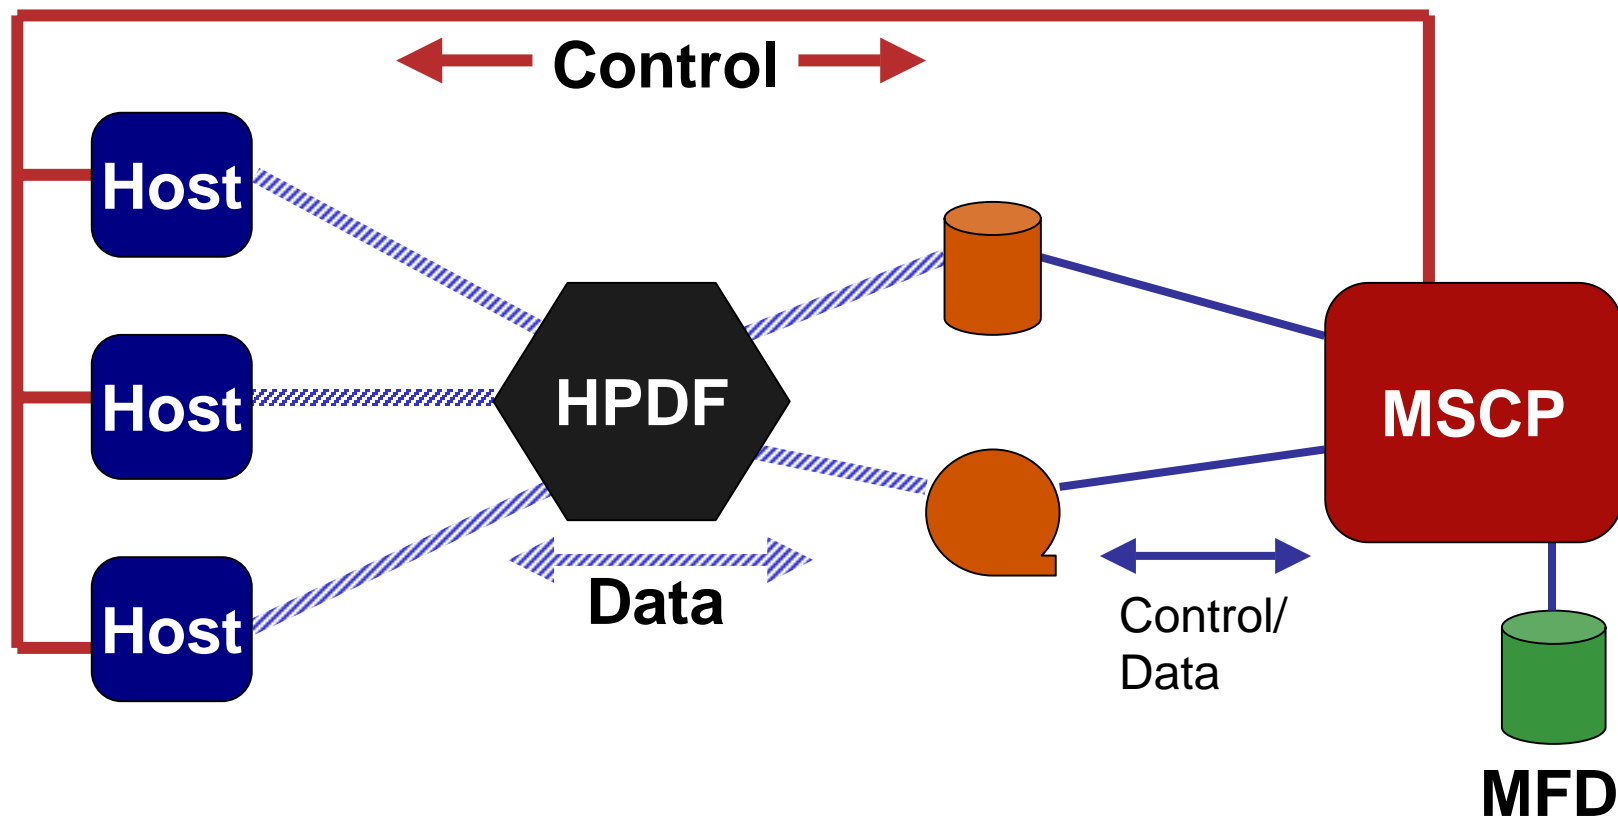 Control
Host
Host
HPDF
MSCP
Host
Data
Control/
Data
MFD